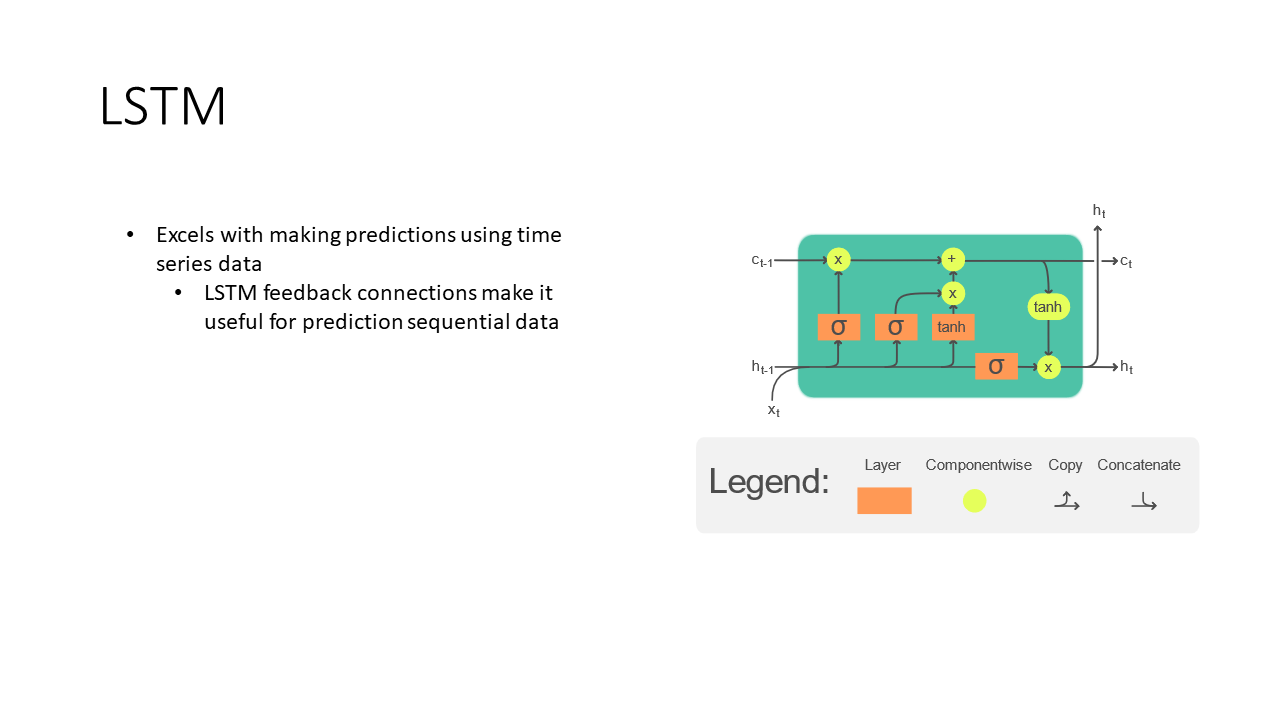 LSTM
• Excels with making predictions using time
series data
• LSTM feedback connections make it
useful for prediction sequential data
h_t
c_{t-1} x + c_t
x
tanh
σ σ tanh
h_{t-1} σ x h_t
x_t
Legend:
Layer Componentwise Copy Concatenate